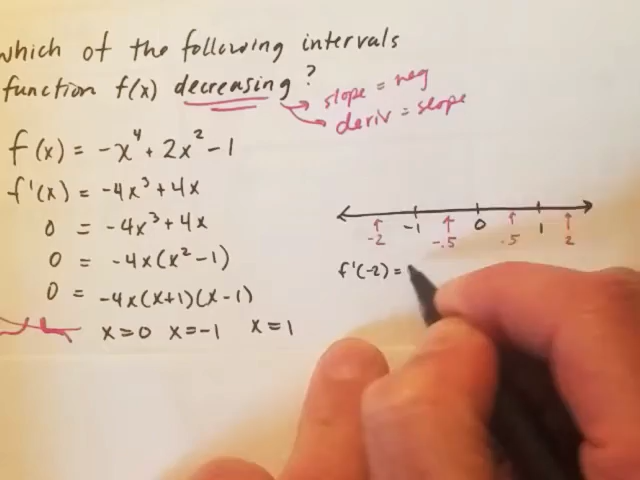 which of the following intervals
function f(x) decreasing ?
slope = neg
deriv = slope
f(x) = -x⁴ + 2x² - 1
f'(x) = -4x³ + 4x
0 = -4x³ + 4x
0 = -4x(x² - 1)
0 = -4x(x+1)(x-1)
x=0 x=-1 x=1
-1 0 1
-2 -.5 .5 2
f'(-2) =